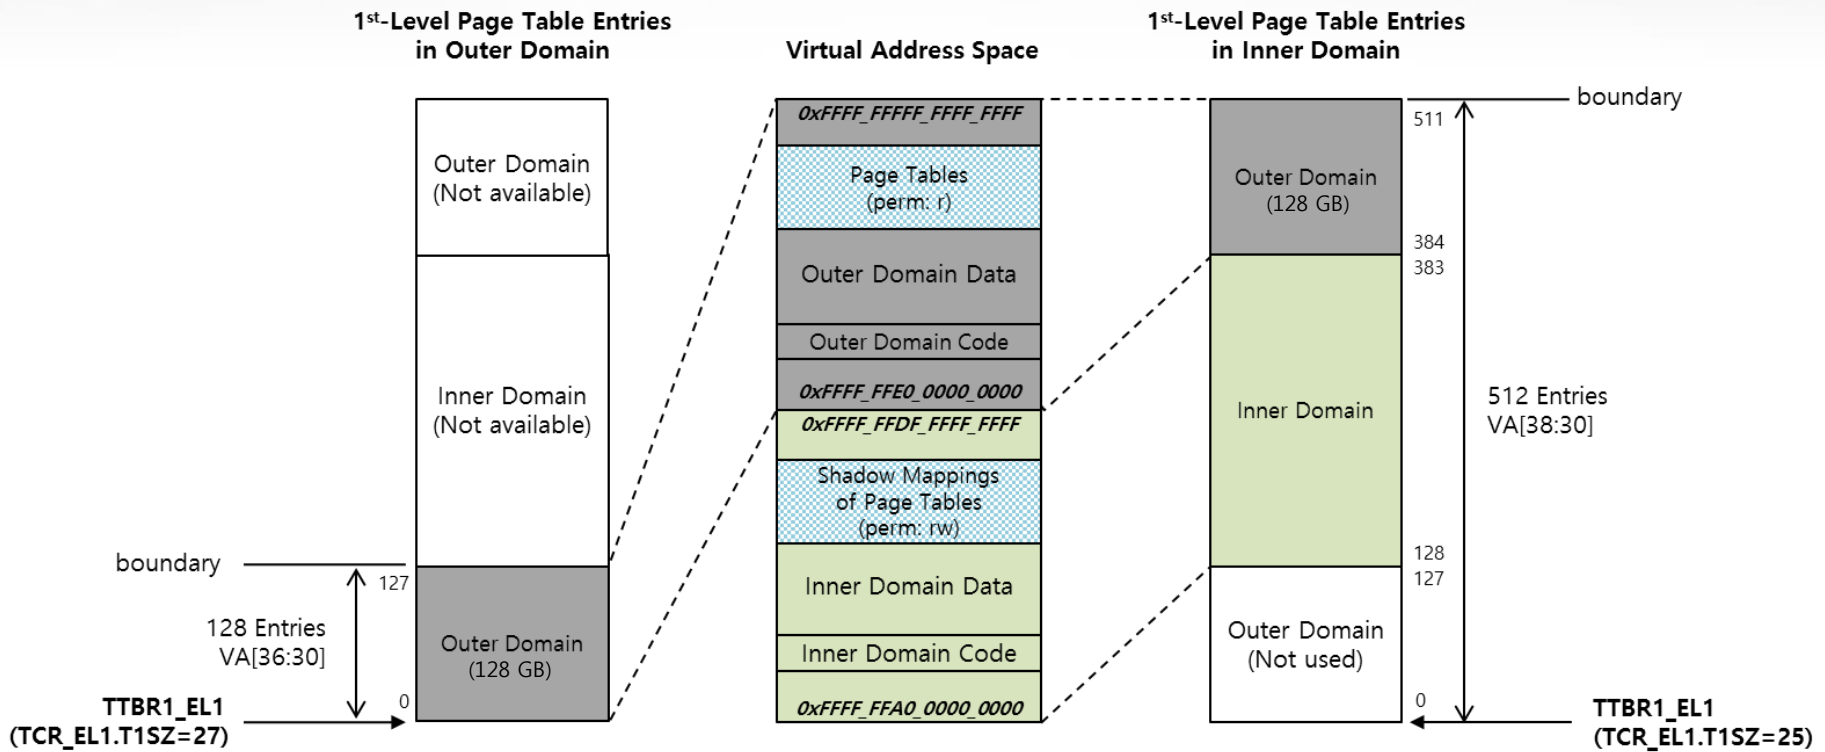 1st-Level Page Table Entries
in Outer Domain
Outer Domain
(Not available)
Inner Domain
(Not available)
boundary
127
128 Entries
VA[36:30]
Outer Domain
(128 GB)
0
TTBR1_EL1
(TCR_EL1.T1SZ=27)
Virtual Address Space
0xFFFF_FFFFF_FFFF_FFFF
Page Tables
(perm: r)
Outer Domain Data
Outer Domain Code
0xFFFF_FFE0_0000_0000
0xFFFF_FFDF_FFFF_FFFF
Shadow Mappings
of Page Tables
(perm: rw)
Inner Domain Data
Inner Domain Code
0xFFFF_FFA0_0000_0000
1st-Level Page Table Entries
in Inner Domain
boundary
511
Outer Domain
(128 GB)
384
383
Inner Domain
512 Entries
VA[38:30]
128
127
Outer Domain
(Not used)
0
TTBR1_EL1
(TCR_EL1.T1SZ=25)